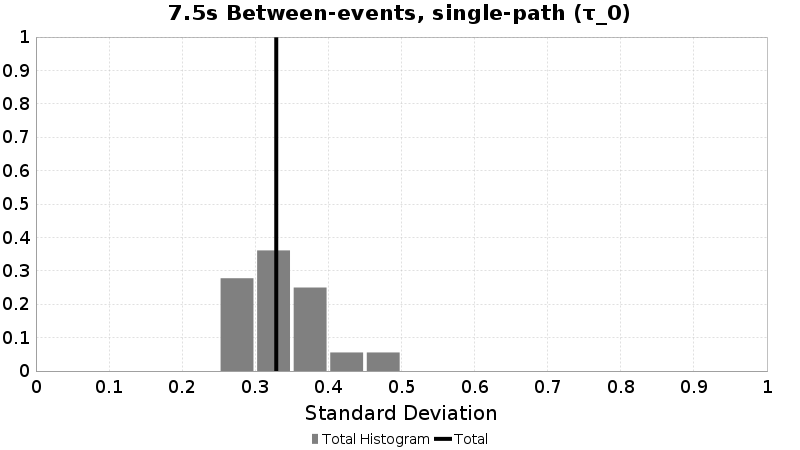 7.5s Between-events, single-path (τ_0)
1
0.9
0.8
0.7
0.6
0.5
0.4
0.3
0.2
0.1
0
0 0.1 0.2 0.3 0.4 0.5 0.6 0.7 0.8 0.9 1
Standard Deviation
Total Histogram Total